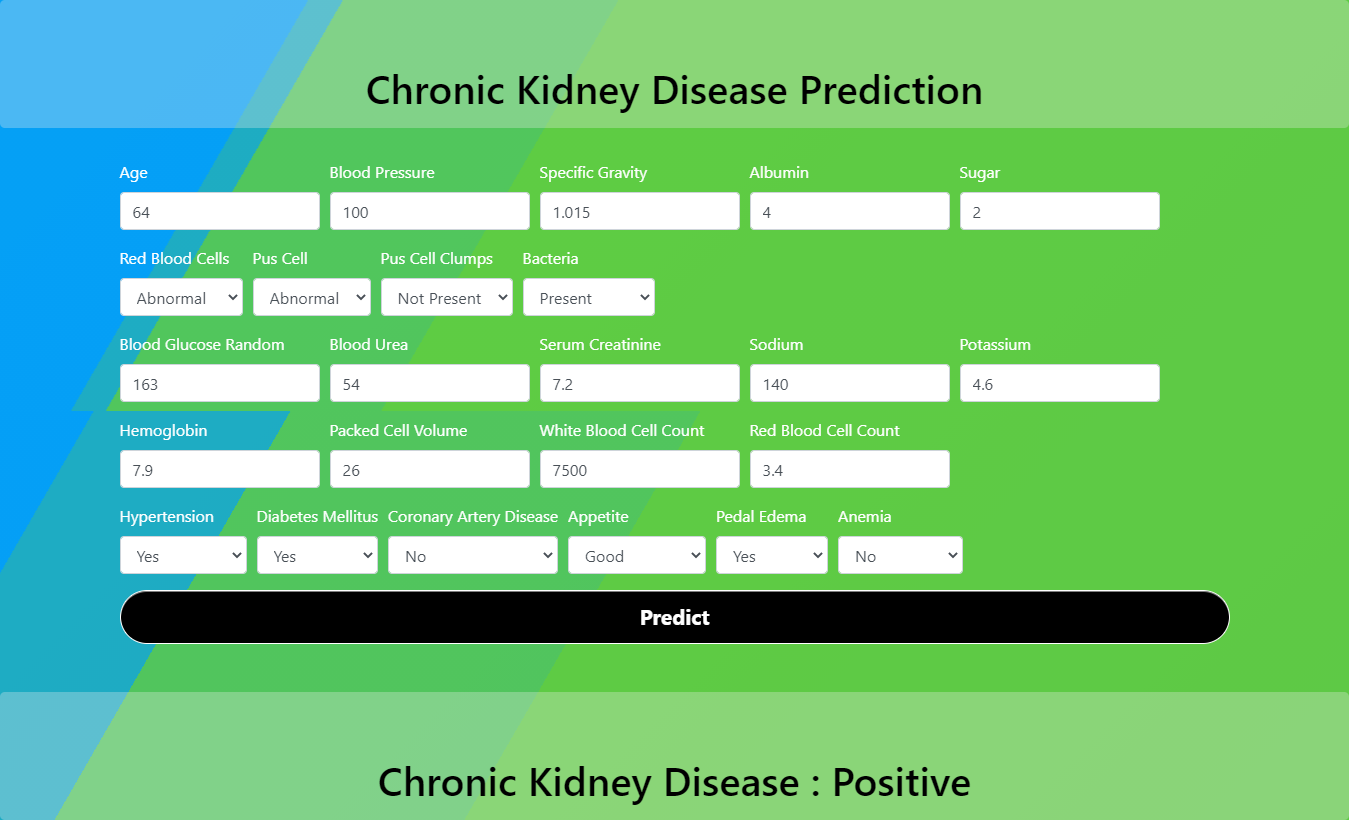 Chronic Kidney Disease Prediction
Age Blood Pressure Specific Gravity Albumin Sugar
64 100 1.015 4 2
Red Blood Cells Pus Cell Pus Cell Clumps Bacteria
Abnormal Abnormal Not Present Present
Blood Glucose Random Blood Urea Serum Creatinine Sodium Potassium
163 54 7.2 140 4.6
Hemoglobin Packed Cell Volume White Blood Cell Count Red Blood Cell Count
7.9 26 7500 3.4
Hypertension Diabetes Mellitus Coronary Artery Disease Appetite Pedal Edema Anemia
Yes Yes No Good Yes No
Predict
Chronic Kidney Disease : Positive